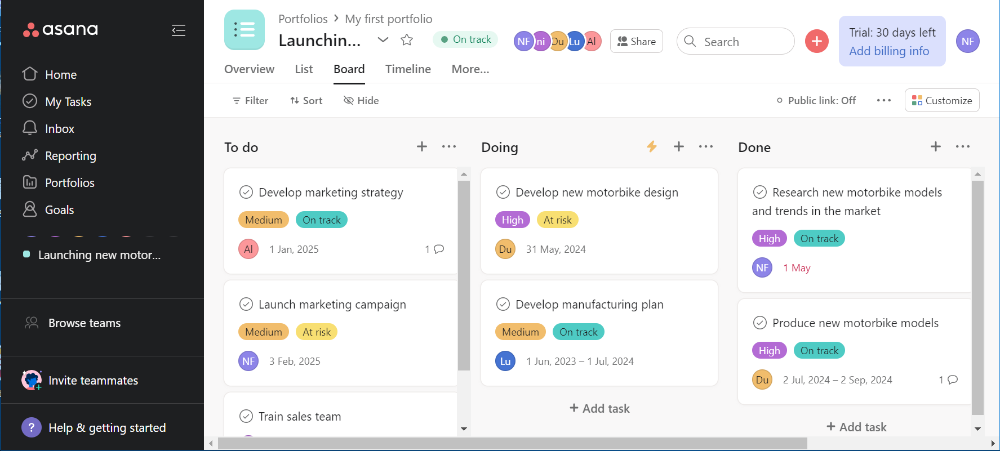 asana
Home
My Tasks
Inbox
Reporting
Portfolios
Goals
Launching new motor...
Browse teams
Invite teammates
? Help & getting started
Portfolios > My first portfolio
Launchin...
On track
NF ni Du Lu Al
Share
Search
Trial: 30 days left
Add billing info
NF
Overview List Board Timeline More...
Filter Sort Hide
Public link: Off
Customize
To do
Develop marketing strategy
Medium On track
Al 1 Jan, 2025 1
Launch marketing campaign
Medium At risk
NF 3 Feb, 2025
Train sales team
Doing
Develop new motorbike design
High At risk
Du 31 May, 2024
Develop manufacturing plan
Medium On track
Lu 1 Jun, 2023 – 1 Jul, 2024
+ Add task
Done
Research new motorbike models
and trends in the market
High On track
NF 1 May
Produce new motorbike models
High On track
Du 2 Jul, 2024 – 2 Sep, 2024 1
+ Add task